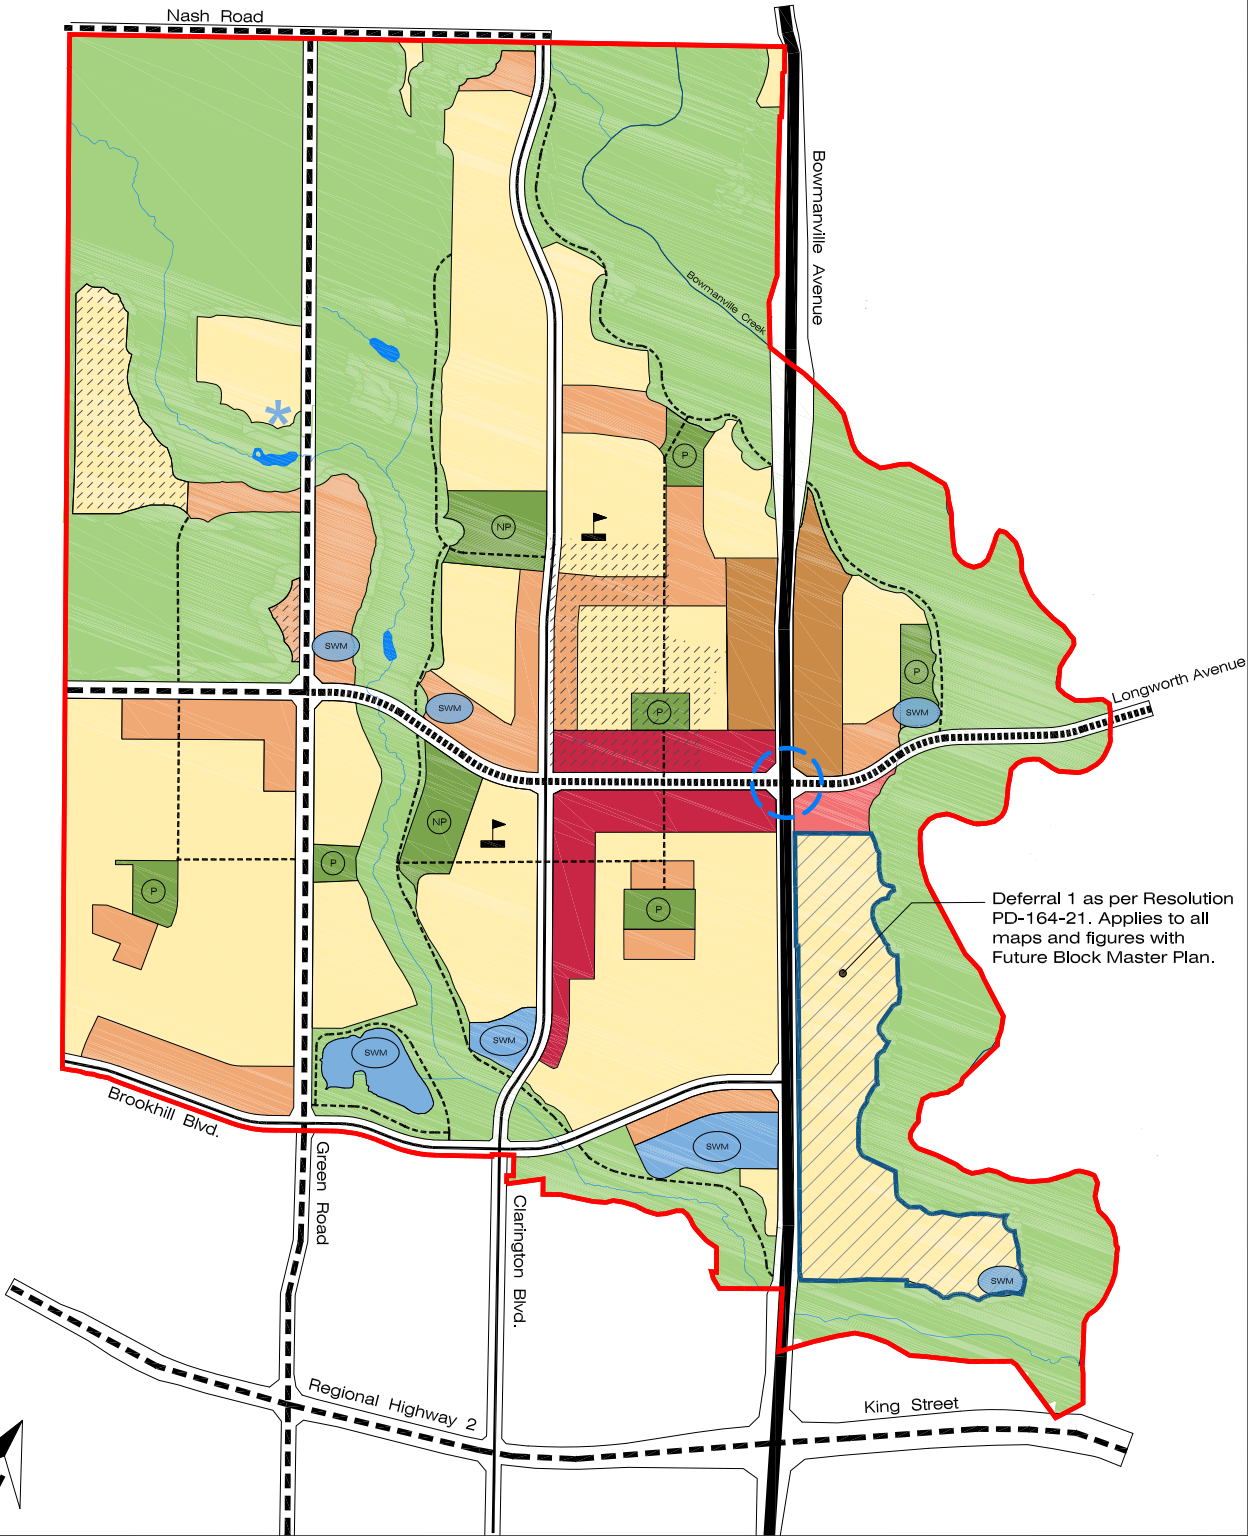 Nash Road
Bowmanville Avenue
Bowmanville Creek
P
NP
SWM
Longworth Avenue
P
SWM
P
SWM
NP
P
P
P
Deferral 1 as per Resolution
PD-164-21. Applies to all
maps and figures with
Future Block Master Plan.
SWM
SWM
Brookhill Blvd.
SWM
Green Road
Clarington Blvd.
SWM
Regional Highway 2
King Street